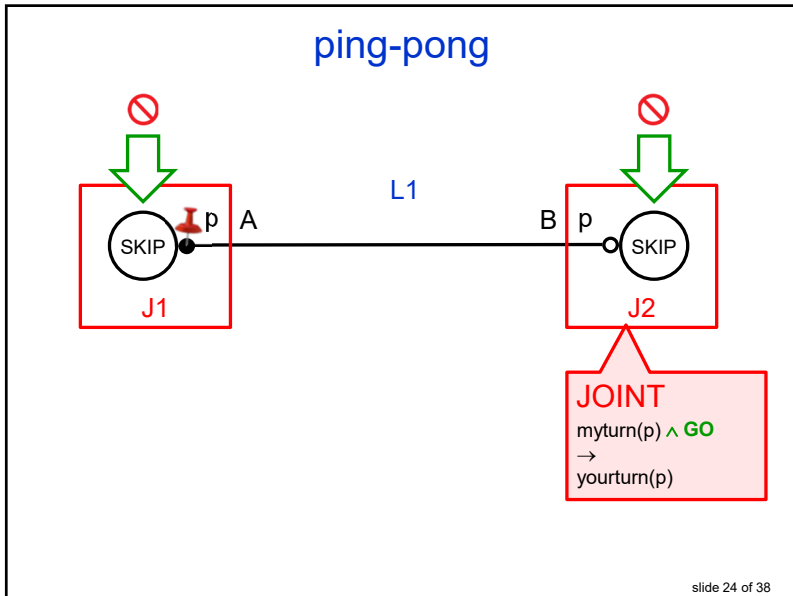 ping-pong
L1
p A
B p
SKIP
SKIP
J1
J2
JOINT
myturn(p) ∧ GO
→
yourturn(p)
slide 24 of 38